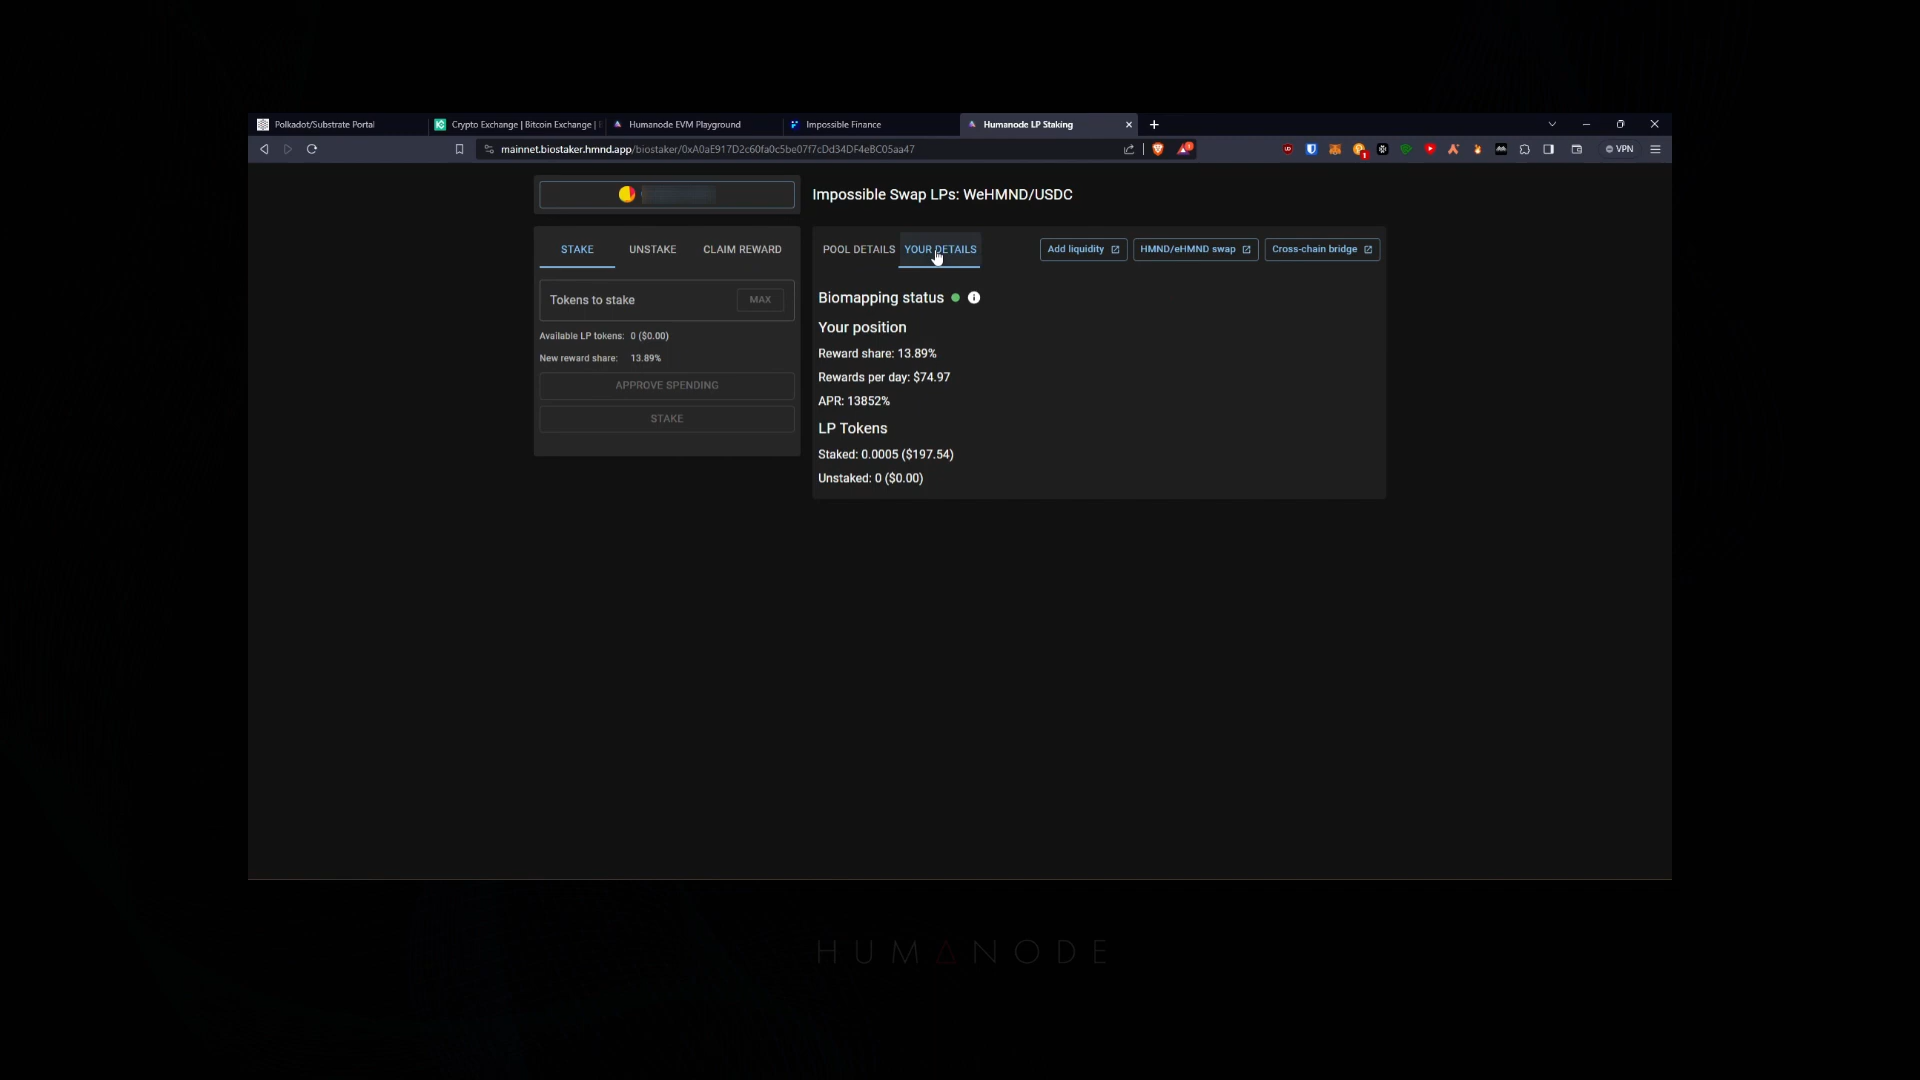 Polkadot/Substrate Portal
Crypto Exchange | Bitcoin Exchange |
Humanode EVM Playground
Impossible Finance
Humanode LP Staking
mainnet.biostaker.hmnd.app/biostaker/0xA0aE917D2c60fa0c5be07f7cDd34DF4eBC05aa47
VPN
Impossible Swap LPs: WeHMND/USDC
STAKE
UNSTAKE
CLAIM REWARD
POOL DETAILS
YOUR DETAILS
Add liquidity
HMND/eHMND swap
Cross-chain bridge
Tokens to stake
MAX
Available LP tokens: 0 ($0.00)
New reward share: 13.89%
APPROVE SPENDING
STAKE
Biomapping status
Your position
Reward share: 13.89%
Rewards per day: $74.97
APR: 13852%
LP Tokens
Staked: 0.0005 ($197.54)
Unstaked: 0 ($0.00)
HUMANODE